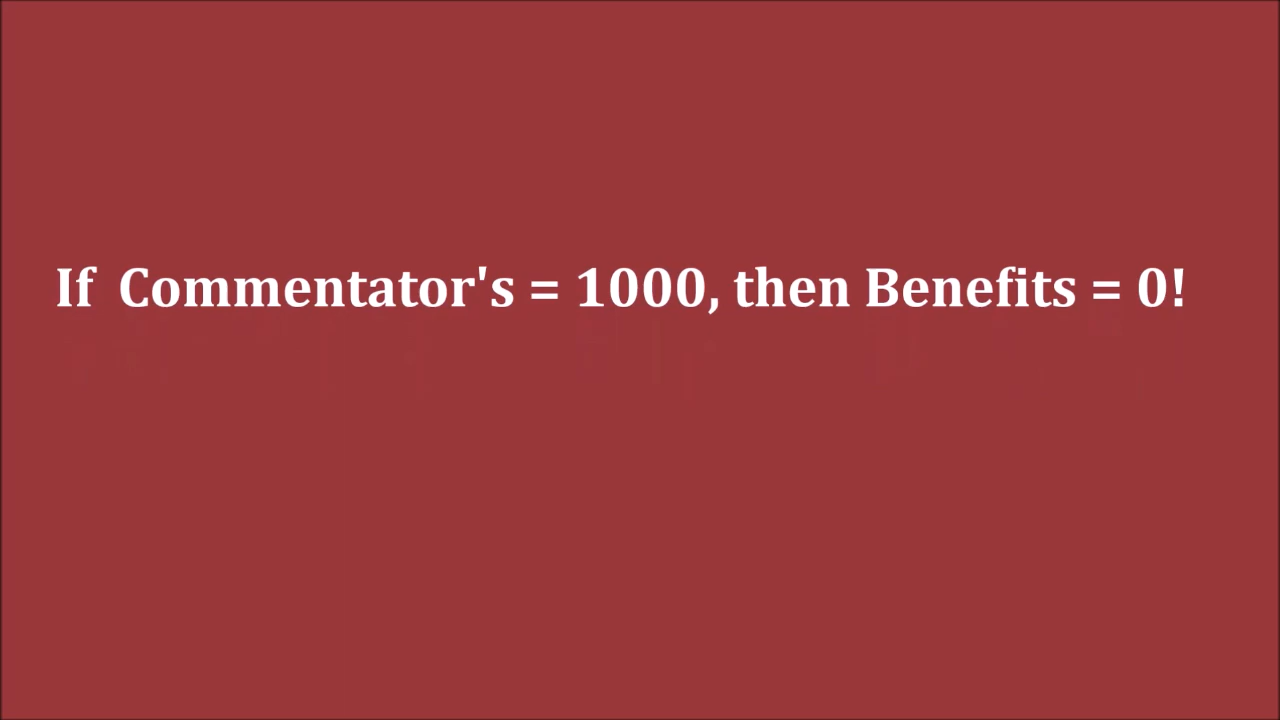 If  Commentator's = 1000, then Benefits = 0!